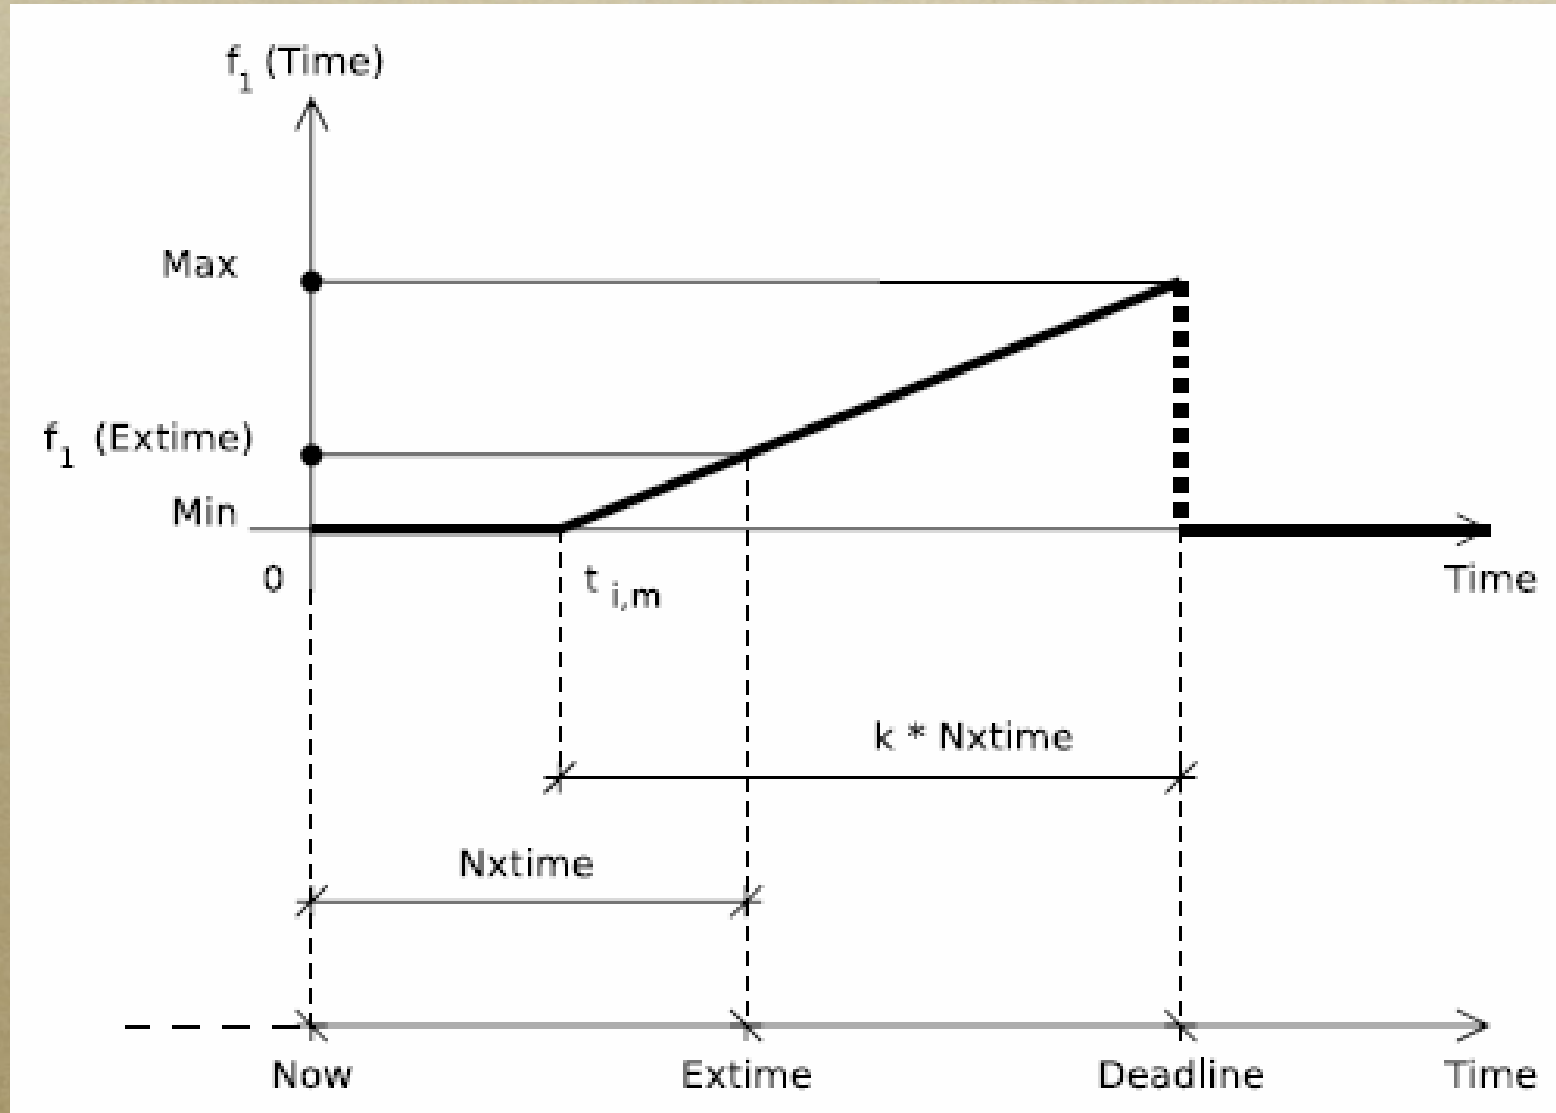 f1 (Time)
Max
f1 (Extime)
Min
0
t i,m
Time
k * Nxtime
Nxtime
Now
Extime
Deadline
Time